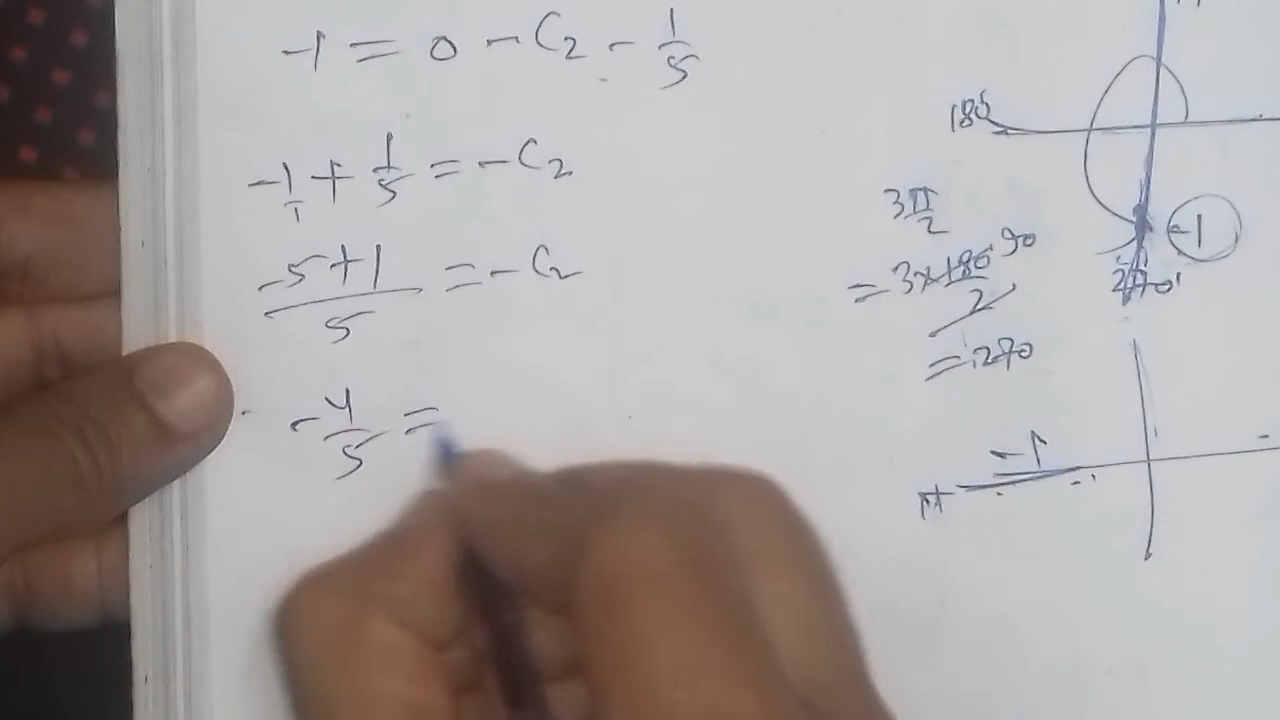 -1 = 0 - C₂ - 1/5
-1/1 + 1/5 = -C₂
(-5+1)/5 = -C₂
-4/5 =
180°
3π/2
= 3×180°/2 90
= 270
-1
270°
-1
π